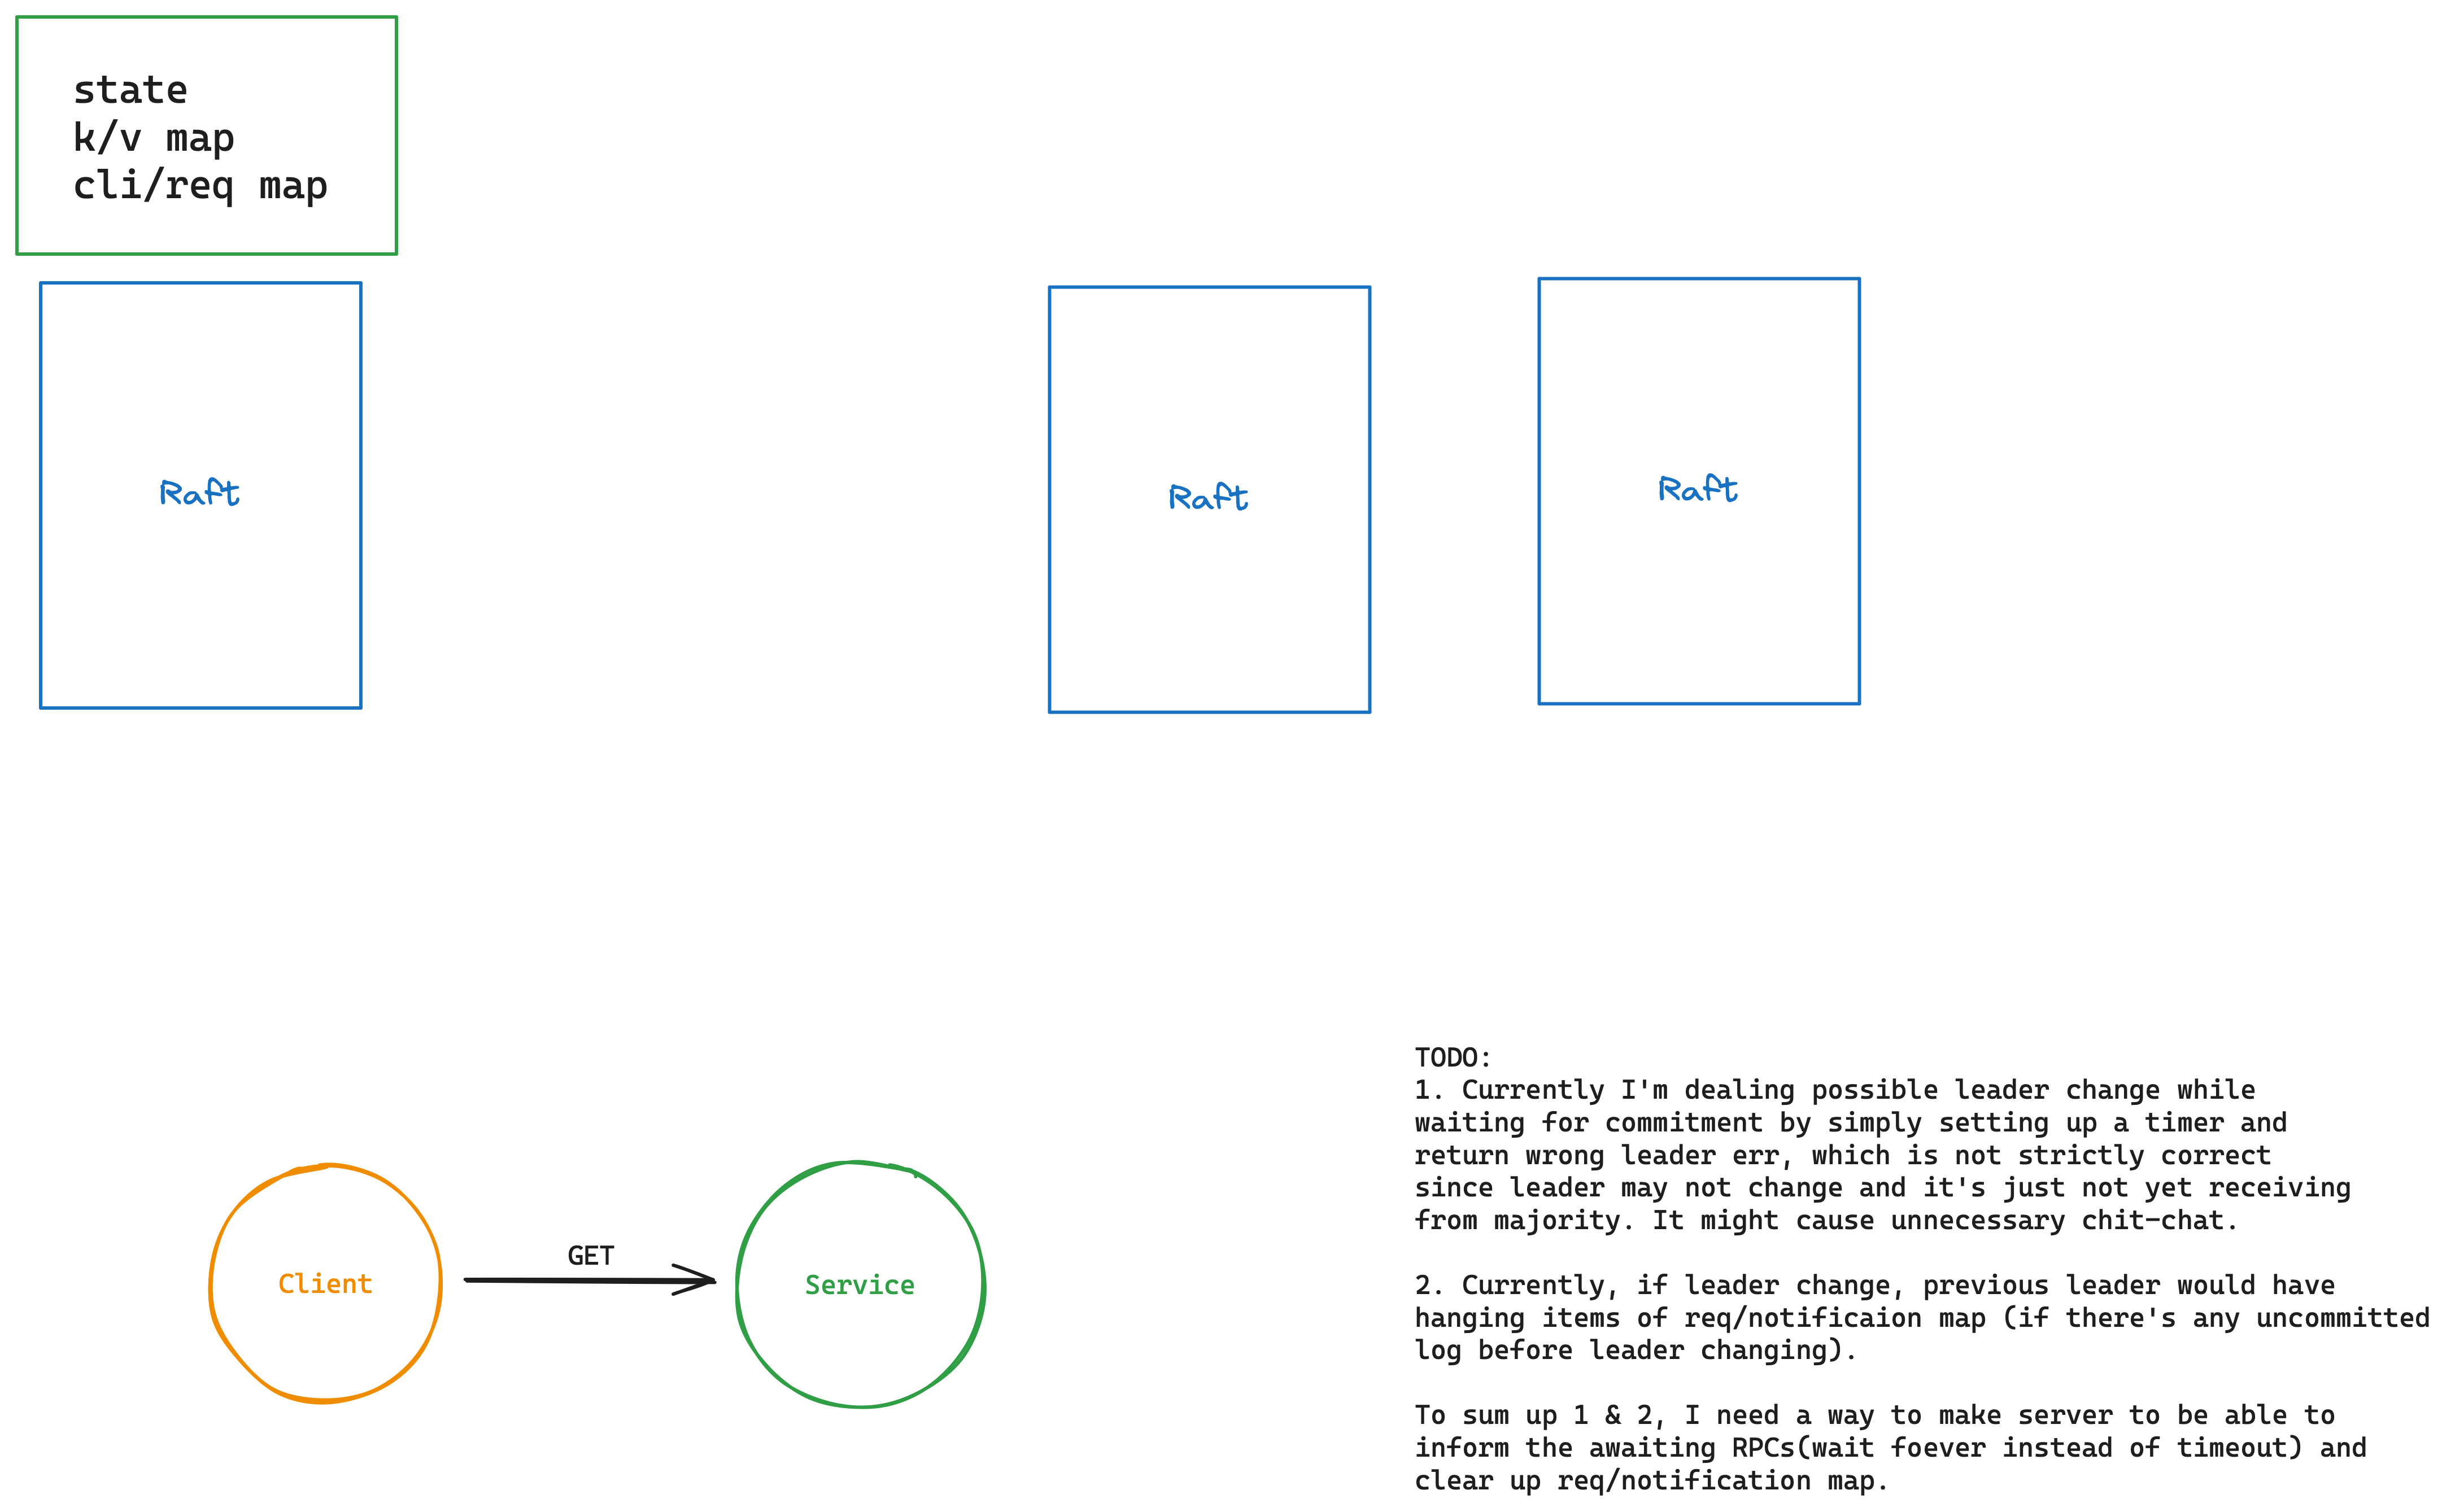 state
k/v map
cli/req map
Raft
Raft
Raft
Client
GET
Service
TODO:
1. Currently I'm dealing possible leader change while
waiting for commitment by simply setting up a timer and
return wrong leader err, which is not strictly correct
since leader may not change and it's just not yet receiving
from majority. It might cause unnecessary chit-chat.
2. Currently, if leader change, previous leader would have
hanging items of req/notificaion map (if there's any uncommitted
log before leader changing).
To sum up 1 & 2, I need a way to make server to be able to
inform the awaiting RPCs(wait foever instead of timeout) and
clear up req/notification map.